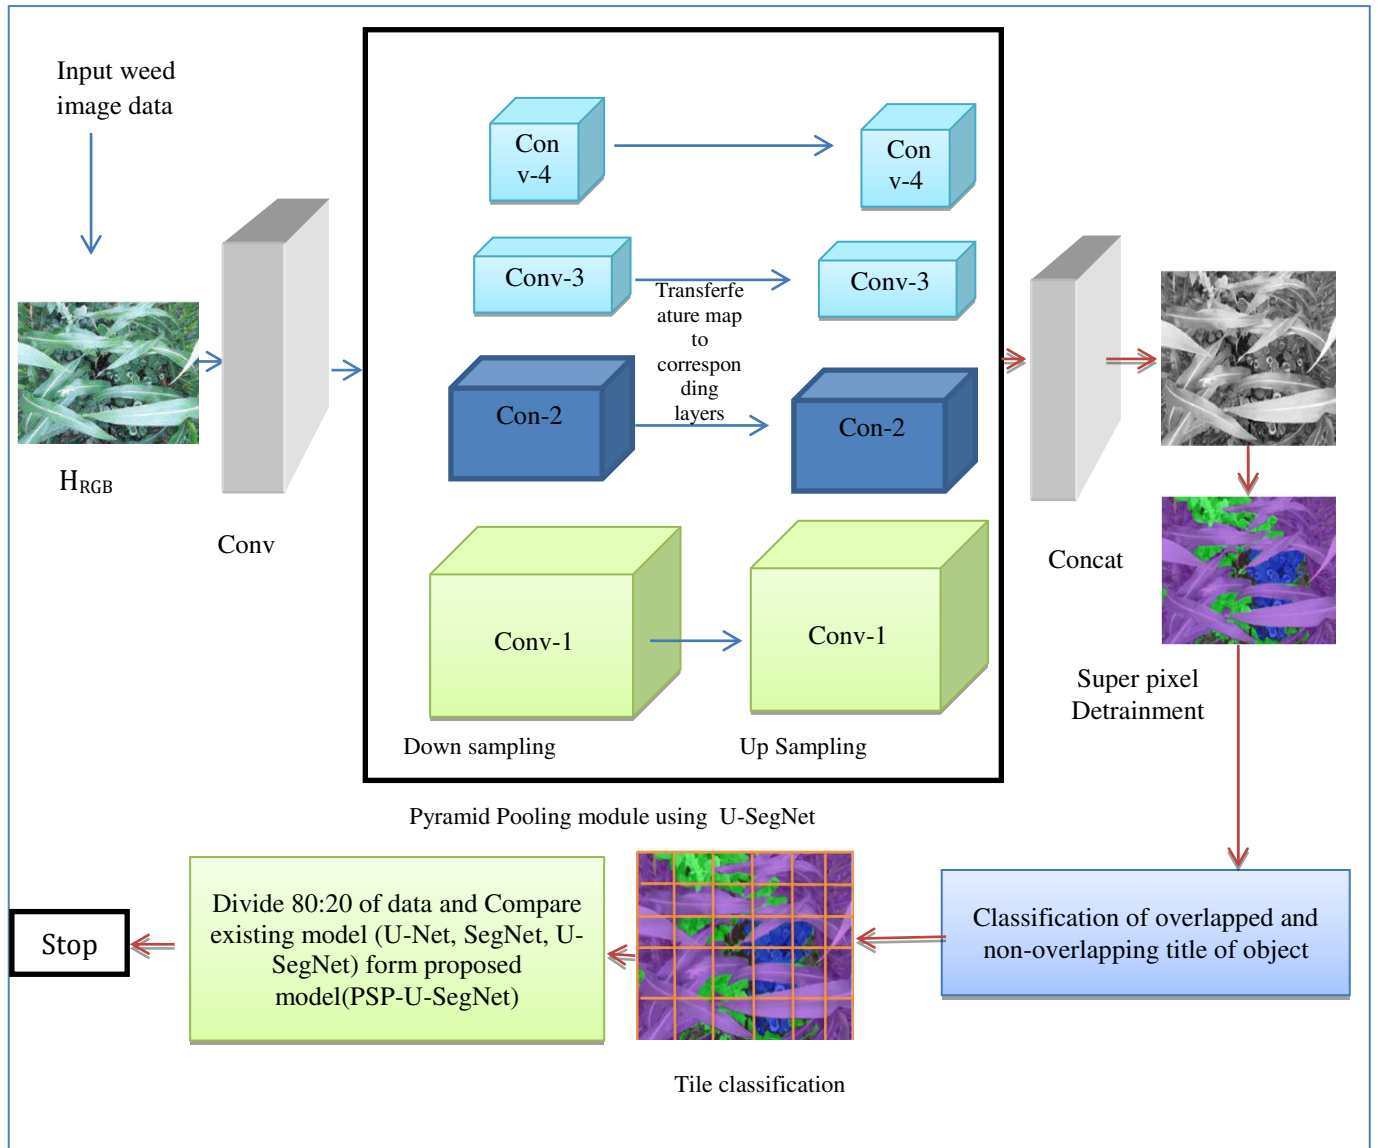 Input weed
image data
H_RGB
Conv
Con
v-4
Con
v-4
Conv-3
Conv-3
Transferfe
ature map
to
correspon
ding
layers
Con-2
Con-2
Conv-1
Conv-1
Down sampling
Up Sampling
Pyramid Pooling module using U-SegNet
Concat
Super pixel
Detrainment
Classification of overlapped and
non-overlapping title of object
Tile classification
Divide 80:20 of data and Compare
existing model (U-Net, SegNet, U-
SegNet) form proposed
model(PSP-U-SegNet)
Stop